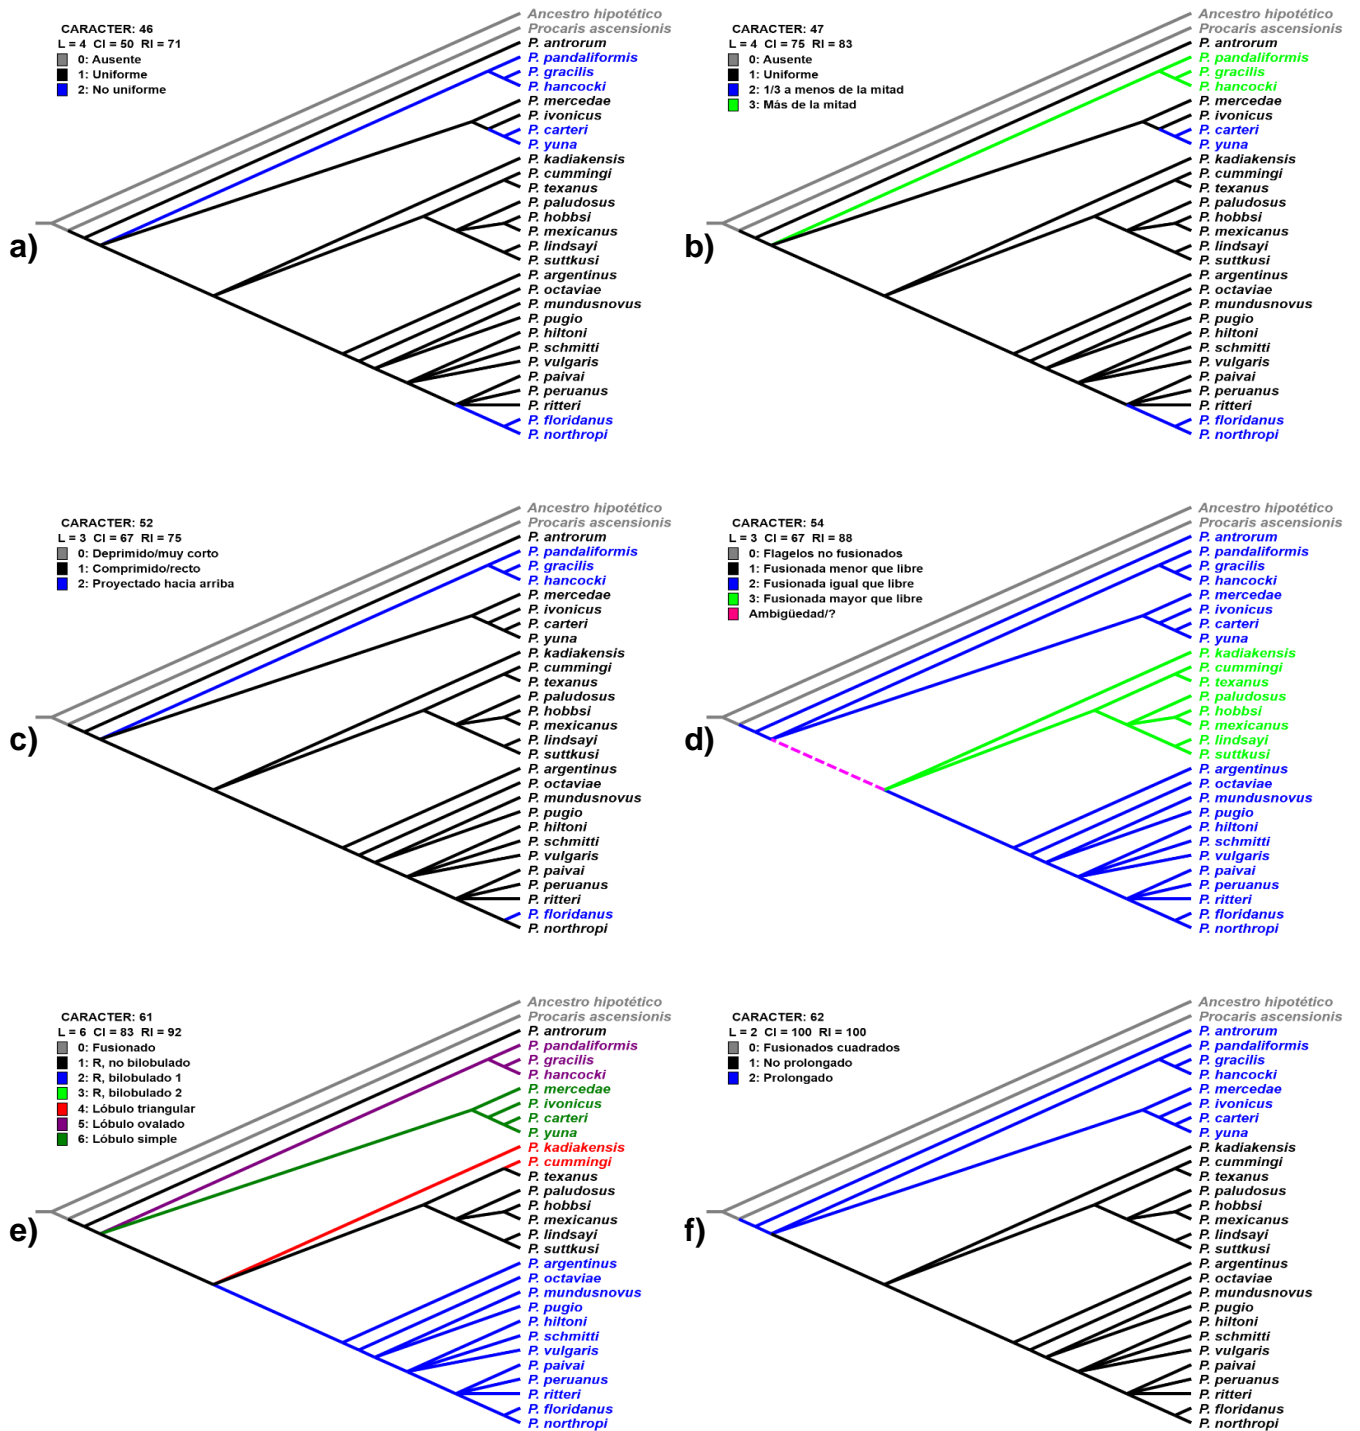 CARACTER: 46
L = 4 CI = 50 RI = 71
0: Ausente
1: Uniforme
2: No uniforme
Ancestro hipotético
Procaris ascensionis
P. antrorum
P. pandaliformis
P. gracilis
P. hancocki
P. mercedae
P. ivonicus
P. carteri
P. yuna
P. kadiakensis
P. cummingi
P. texanus
P. paludosus
P. hobbsi
P. mexicanus
P. lindsayi
P. suttkusi
P. argentinus
P. octaviae
P. mundusnovus
P. pugio
P. hiltoni
P. schmitti
P. vulgaris
P. paivai
P. peruanus
P. ritteri
P. floridanus
P. northropi
a)
CARACTER: 47
L = 4 CI = 75 RI = 83
0: Ausente
1: Uniforme
2: 1/3 a menos de la mitad
3: Más de la mitad
Ancestro hipotético
Procaris ascensionis
P. antrorum
P. pandaliformis
P. gracilis
P. hancocki
P. mercedae
P. ivonicus
P. carteri
P. yuna
P. kadiakensis
P. cummingi
P. texanus
P. paludosus
P. hobbsi
P. mexicanus
P. lindsayi
P. suttkusi
P. argentinus
P. octaviae
P. mundusnovus
P. pugio
P. hiltoni
P. schmitti
P. vulgaris
P. paivai
P. peruanus
P. ritteri
P. floridanus
P. northropi
b)
CARACTER: 52
L = 3 CI = 67 RI = 75
0: Deprimido/muy corto
1: Comprimido/recto
2: Proyectado hacia arriba
Ancestro hipotético
Procaris ascensionis
P. antrorum
P. pandaliformis
P. gracilis
P. hancocki
P. mercedae
P. ivonicus
P. carteri
P. yuna
P. kadiakensis
P. cummingi
P. texanus
P. paludosus
P. hobbsi
P. mexicanus
P. lindsayi
P. suttkusi
P. argentinus
P. octaviae
P. mundusnovus
P. pugio
P. hiltoni
P. schmitti
P. vulgaris
P. paivai
P. peruanus
P. ritteri
P. floridanus
P. northropi
c)
CARACTER: 54
L = 3 CI = 67 RI = 88
0: Flagelos no fusionados
1: Fusionada menor que libre
2: Fusionada igual que libre
3: Fusionada mayor que libre
Ambigüedad/?
Ancestro hipotético
Procaris ascensionis
P. antrorum
P. pandaliformis
P. gracilis
P. hancocki
P. mercedae
P. ivonicus
P. carteri
P. yuna
P. kadiakensis
P. cummingi
P. texanus
P. paludosus
P. hobbsi
P. mexicanus
P. lindsayi
P. suttkusi
P. argentinus
P. octaviae
P. mundusnovus
P. pugio
P. hiltoni
P. schmitti
P. vulgaris
P. paivai
P. peruanus
P. ritteri
P. floridanus
P. northropi
d)
CARACTER: 61
L = 6 CI = 83 RI = 92
0: Fusionado
1: R, no bilobulado
2: R, bilobulado 1
3: R, bilobulado 2
4: Lóbulo triangular
5: Lóbulo ovalado
6: Lóbulo simple
Ancestro hipotético
Procaris ascensionis
P. antrorum
P. pandaliformis
P. gracilis
P. hancocki
P. mercedae
P. ivonicus
P. carteri
P. yuna
P. kadiakensis
P. cummingi
P. texanus
P. paludosus
P. hobbsi
P. mexicanus
P. lindsayi
P. suttkusi
P. argentinus
P. octaviae
P. mundusnovus
P. pugio
P. hiltoni
P. schmitti
P. vulgaris
P. paivai
P. peruanus
P. ritteri
P. floridanus
P. northropi
e)
CARACTER: 62
L = 2 CI = 100 RI = 100
0: Fusionados cuadrados
1: No prolongado
2: Prolongado
Ancestro hipotético
Procaris ascensionis
P. antrorum
P. pandaliformis
P. gracilis
P. hancocki
P. mercedae
P. ivonicus
P. carteri
P. yuna
P. kadiakensis
P. cummingi
P. texanus
P. paludosus
P. hobbsi
P. mexicanus
P. lindsayi
P. suttkusi
P. argentinus
P. octaviae
P. mundusnovus
P. pugio
P. hiltoni
P. schmitti
P. vulgaris
P. paivai
P. peruanus
P. ritteri
P. floridanus
P. northropi
f)